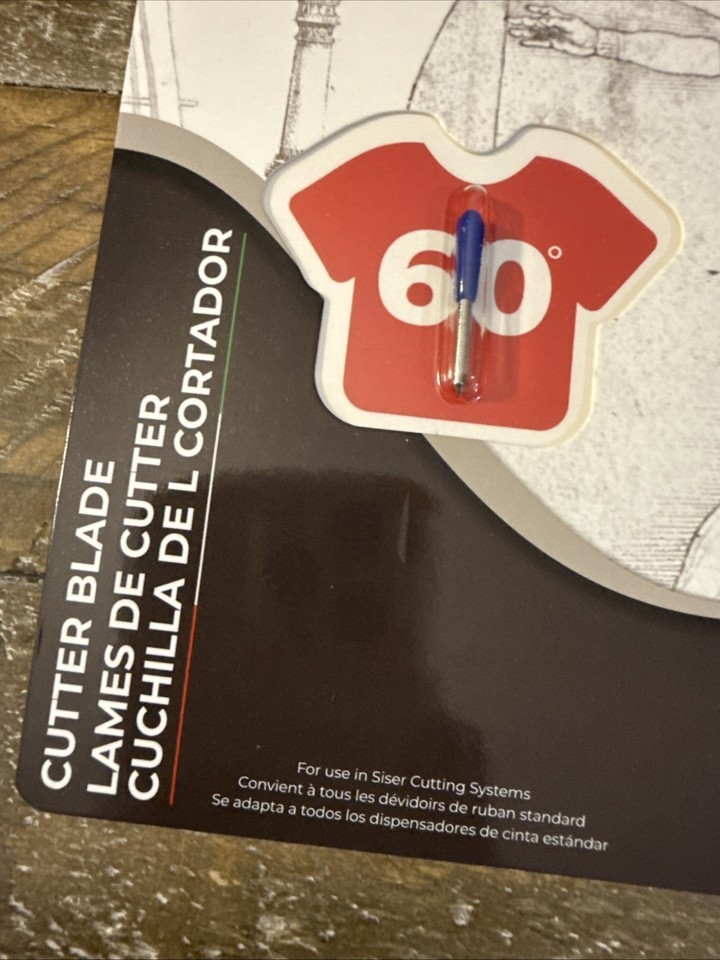 60°
CUTTER BLADE
LAMES DE CUTTER
CUCHILLA DE L CORTADOR
For use in Siser Cutting Systems
Convient à tous les dévidoirs de ruban standard
Se adapta a todos los dispensadores de cinta estándar